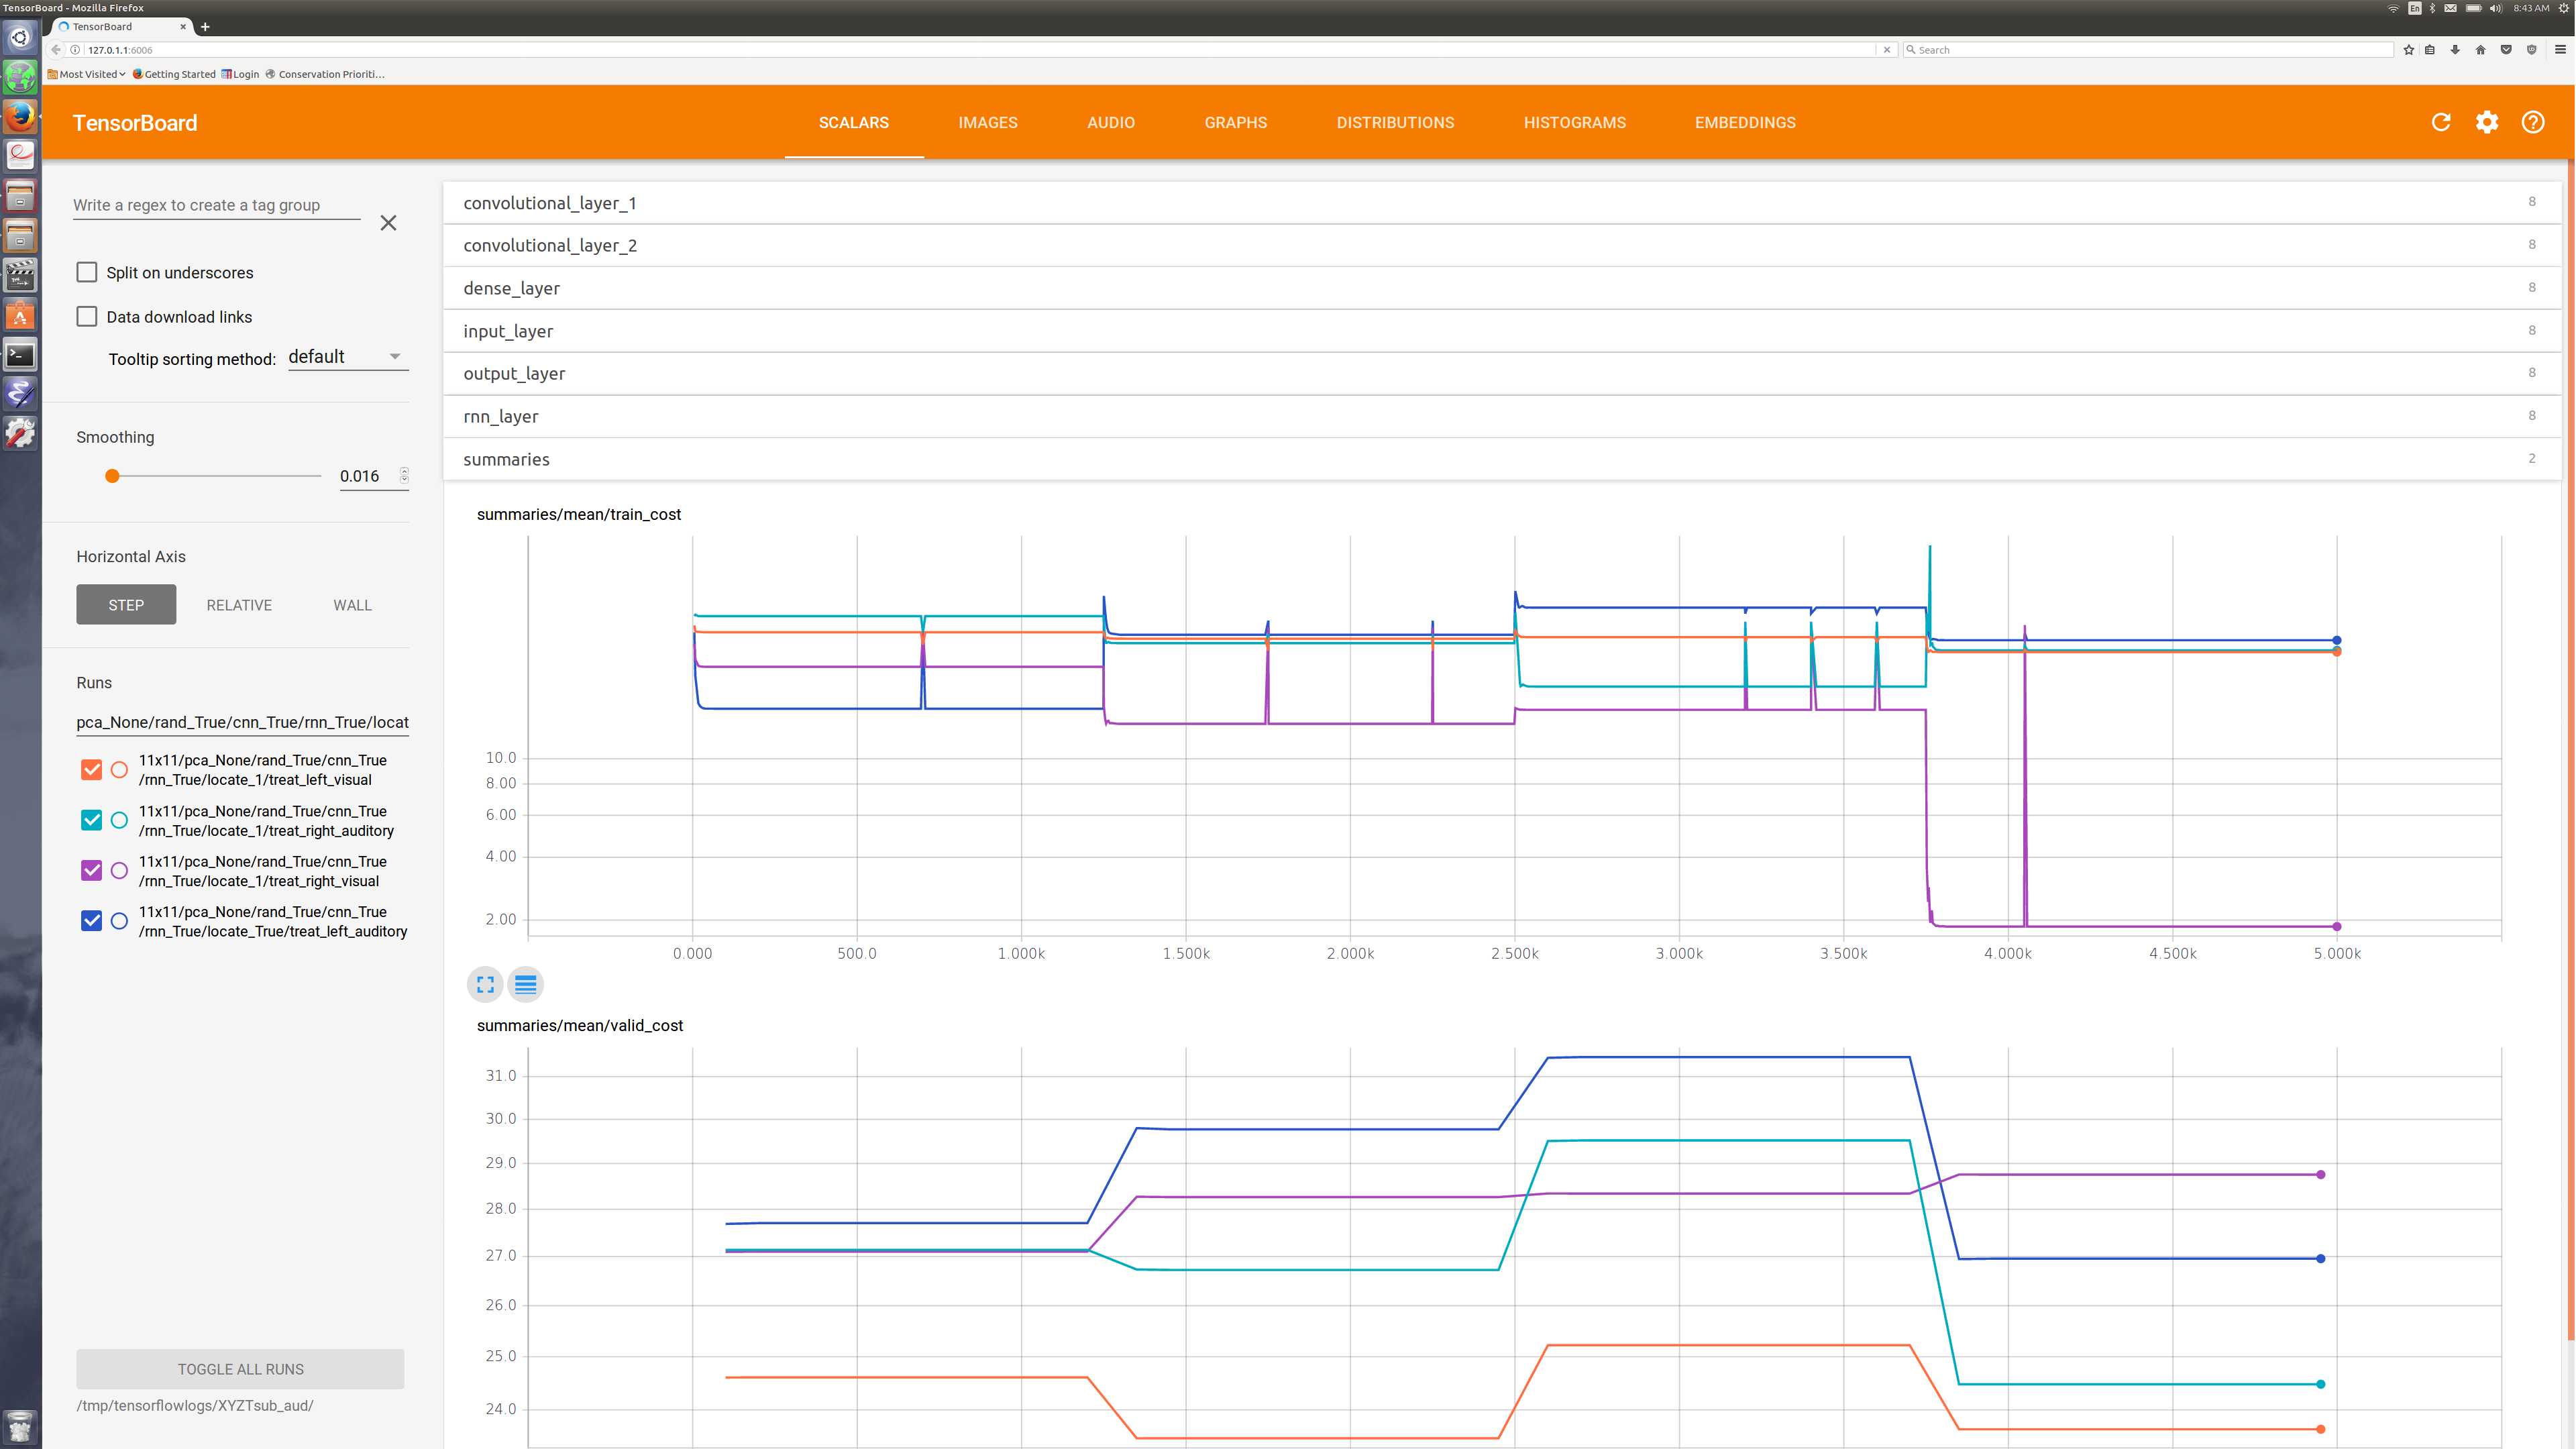 TensorBoard - Mozilla Firefox
En
8:43 AM
TensorBoard
127.0.1.1:6006
Search
Most Visited
Getting Started
Login
Conservation Prioriti...
TensorBoard
SCALARS
IMAGES
AUDIO
GRAPHS
DISTRIBUTIONS
HISTOGRAMS
EMBEDDINGS
Write a regex to create a tag group
Split on underscores
Data download links
Tooltip sorting method: default
Smoothing
0.016
Horizontal Axis
STEP
RELATIVE
WALL
Runs
pca_None/rand_True/cnn_True/rnn_True/locat
11x11/pca_None/rand_True/cnn_True
/rnn_True/locate_1/treat_left_visual
11x11/pca_None/rand_True/cnn_True
/rnn_True/locate_1/treat_right_auditory
11x11/pca_None/rand_True/cnn_True
/rnn_True/locate_1/treat_right_visual
11x11/pca_None/rand_True/cnn_True
/rnn_True/locate_True/treat_left_auditory
TOGGLE ALL RUNS
/tmp/tensorflowlogs/XYZTsub_aud/
convolutional_layer_1 8
convolutional_layer_2 8
dense_layer 8
input_layer 8
output_layer 8
rnn_layer 8
summaries 2
summaries/mean/train_cost
10.0
8.00
6.00
4.00
2.00
0.000 500.0 1.000k 1.500k 2.000k 2.500k 3.000k 3.500k 4.000k 4.500k 5.000k
summaries/mean/valid_cost
31.0
30.0
29.0
28.0
27.0
26.0
25.0
24.0